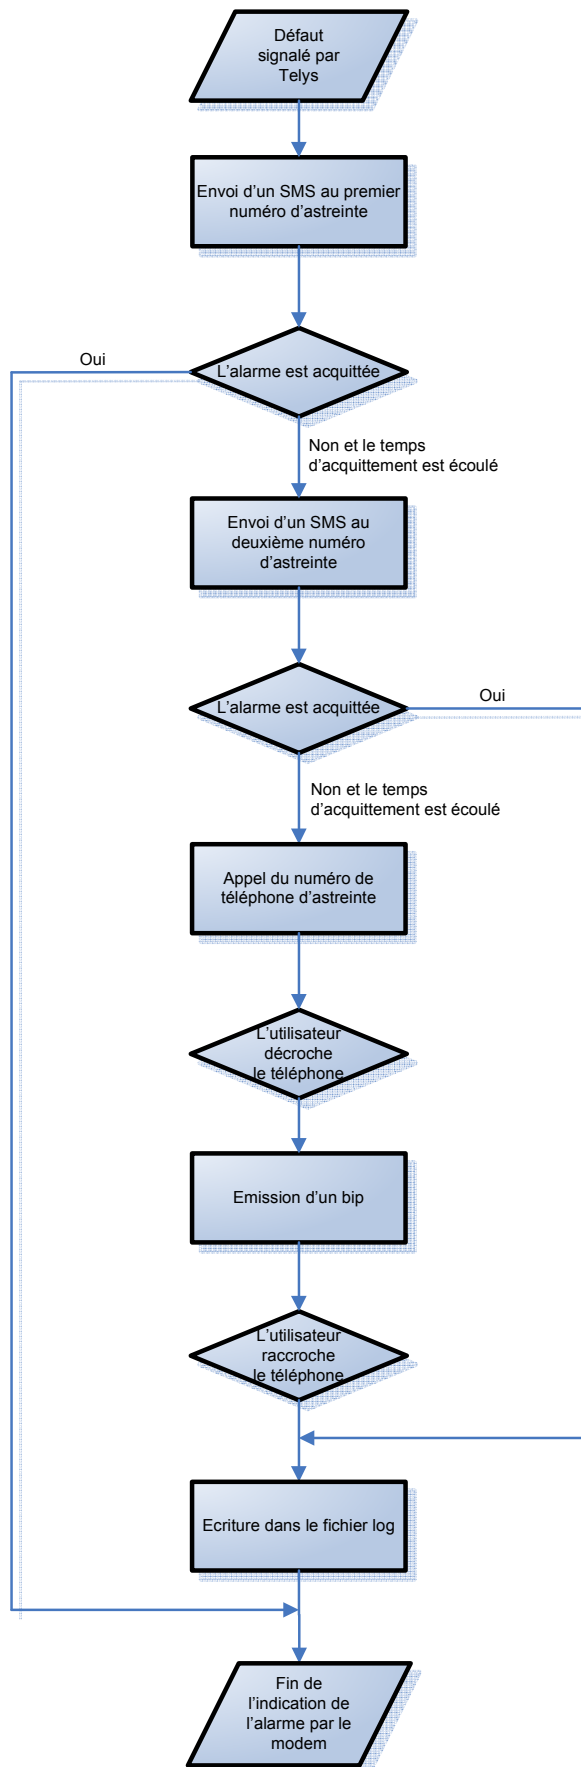 Défaut
signalé par
Telys
Envoi d'un SMS au premier
numéro d'astreinte
Oui
L'alarme est acquittée
Non et le temps
d'acquittement est écoulé
Envoi d'un SMS au
deuxième numéro
d'astreinte
L'alarme est acquittée
Oui
Non et le temps
d'acquittement est écoulé
Appel du numéro de
téléphone d'astreinte
L'utilisateur
décroche
le téléphone
Emission d'un bip
L'utilisateur
raccroche
le téléphone
Ecriture dans le fichier log
Fin de
l'indication de
l'alarme par le
modem